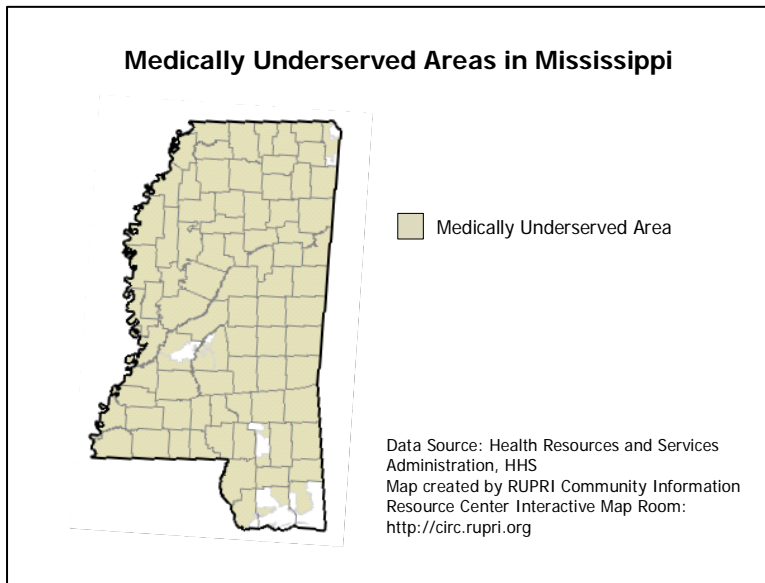 Medically Underserved Areas in Mississippi
Medically Underserved Area
Data Source: Health Resources and Services
Administration, HHS
Map created by RUPRI Community Information
Resource Center Interactive Map Room:
http://circ.rupri.org